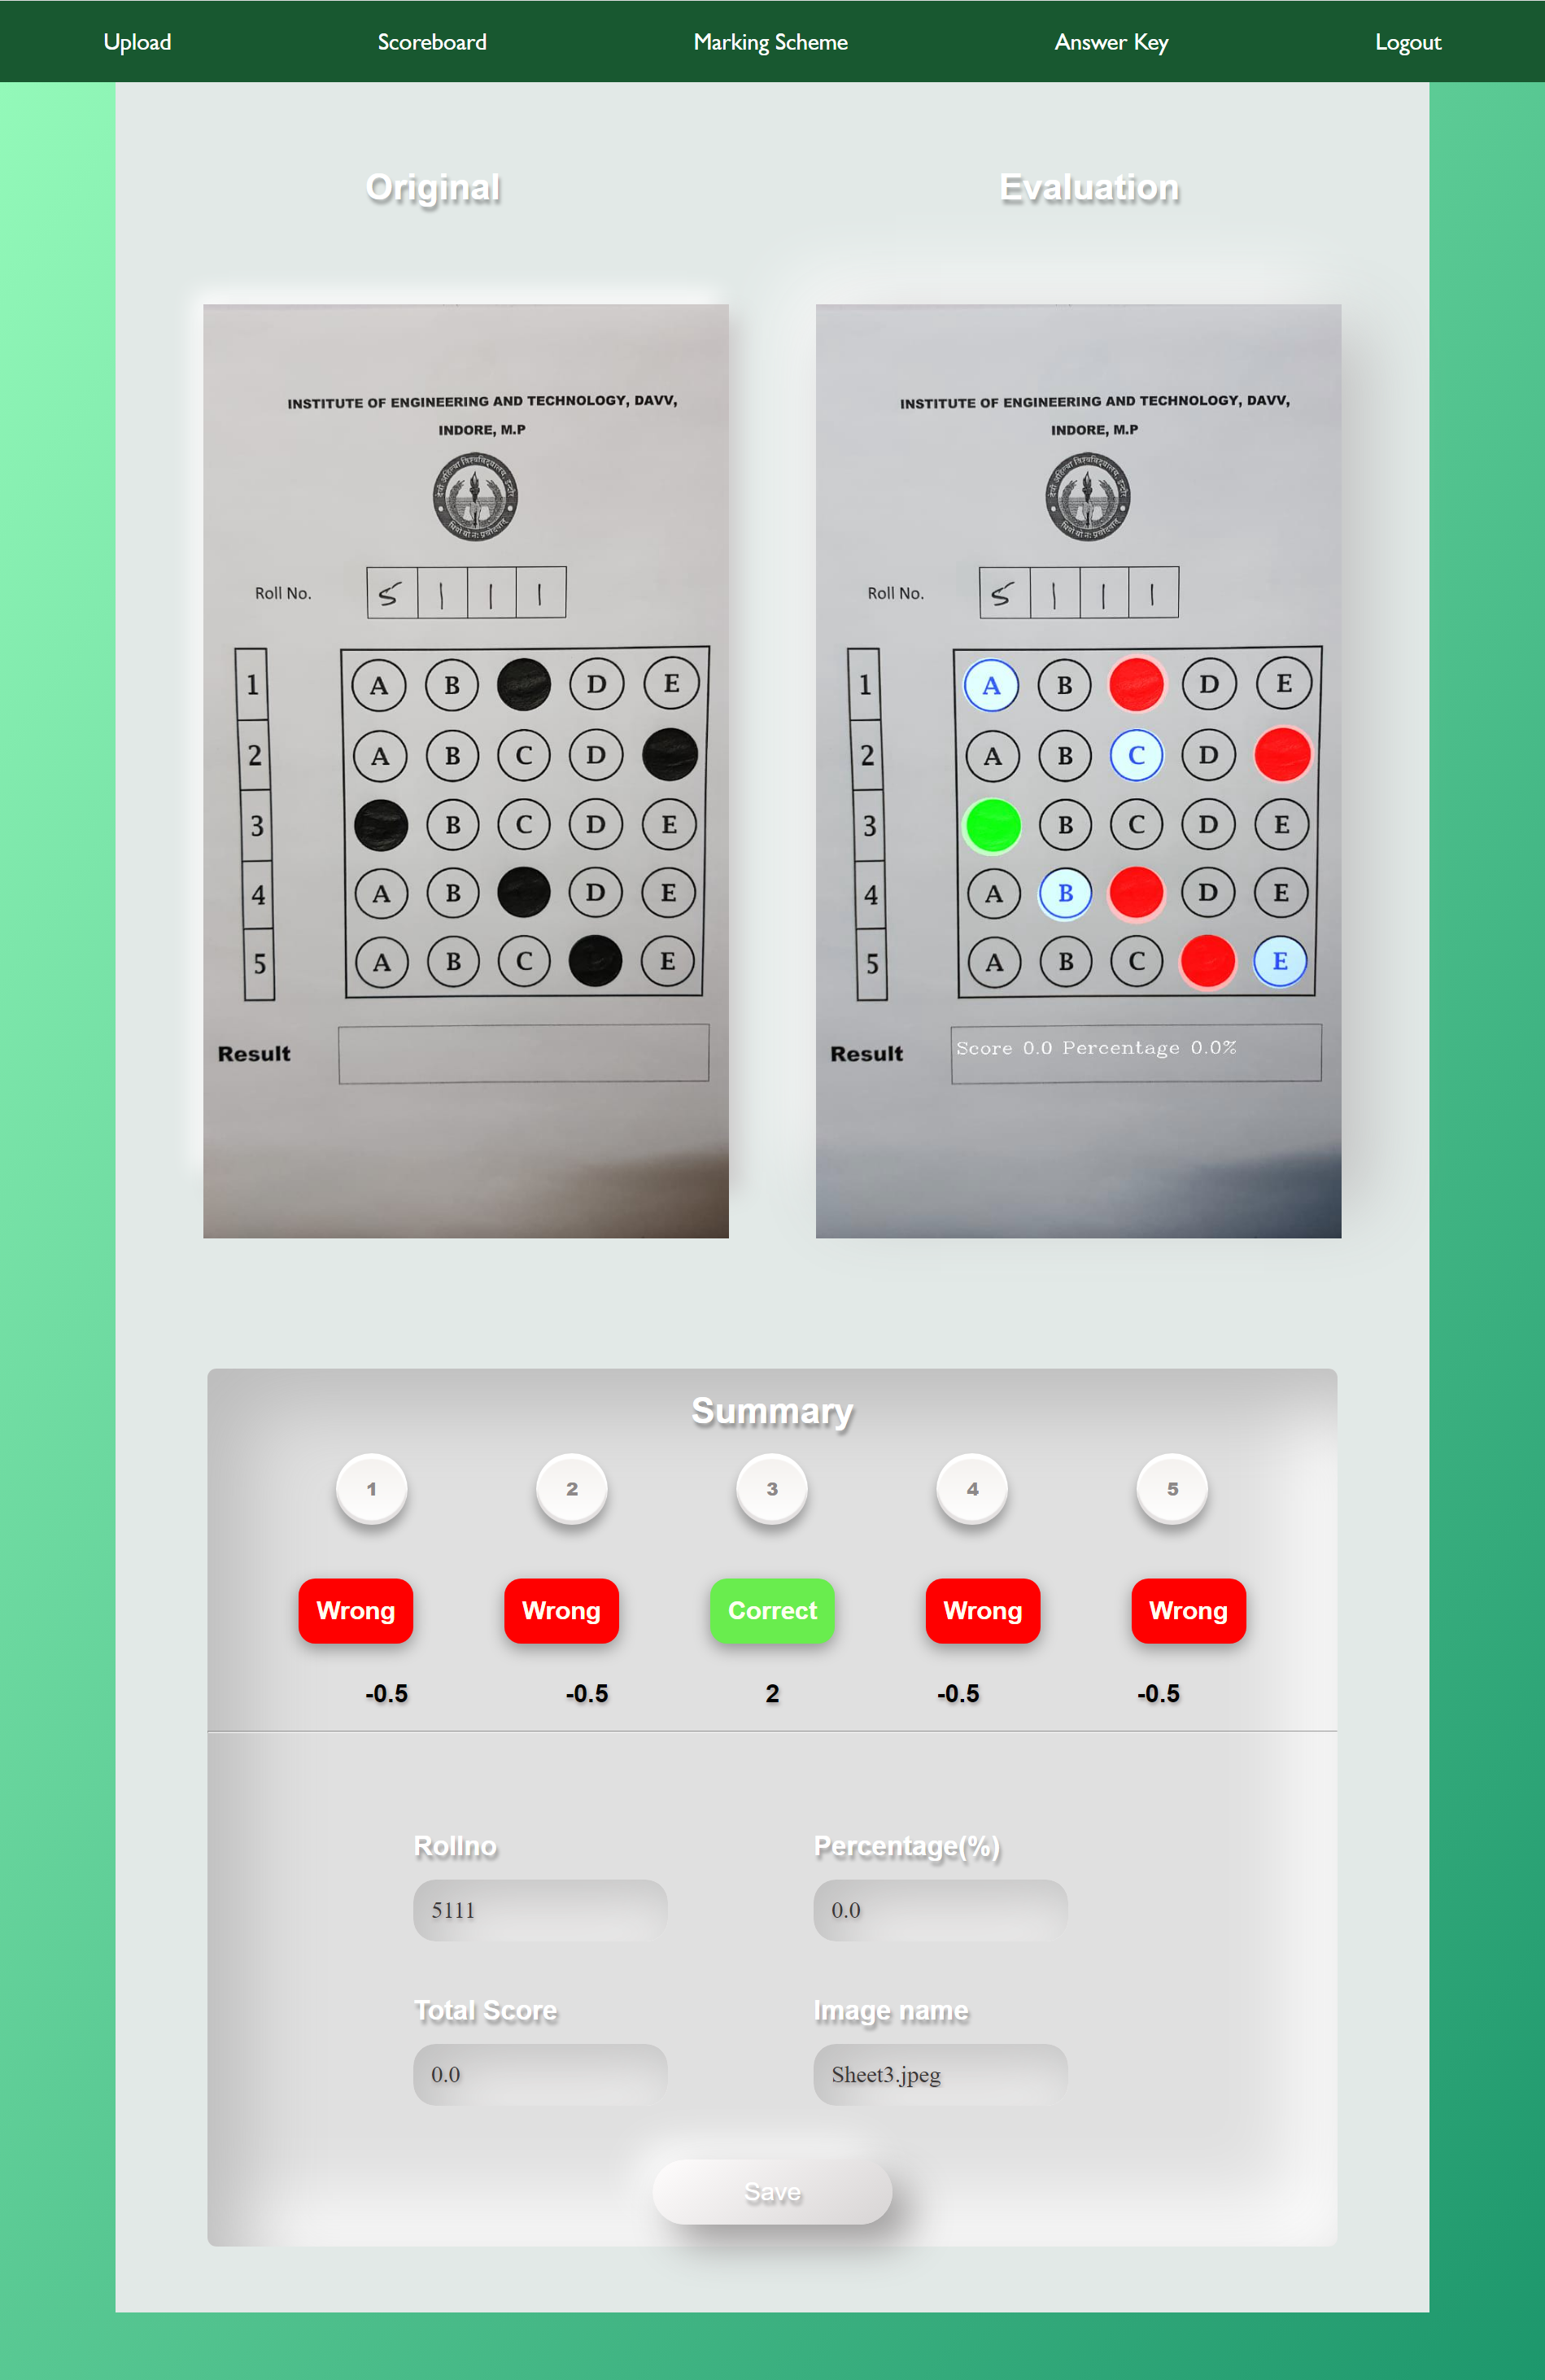 Upload Scoreboard Marking Scheme Answer Key Logout
Original Evaluation
INSTITUTE OF ENGINEERING AND TECHNOLOGY, DAVV,
INDORE, M.P
Roll No. 5 1 1 1
1 A B D E
2 A B C D
3 B C D E
4 A B D E
5 A B C E
Result
INSTITUTE OF ENGINEERING AND TECHNOLOGY, DAVV,
INDORE, M.P
Roll No. 5 1 1 1
1 A B D E
2 A B C D
3 B C D E
4 A B D E
5 A B C E
Result Score 0.0 Percentage 0.0%
Summary
1 2 3 4 5
Wrong Wrong Correct Wrong Wrong
-0.5 -0.5 2 -0.5 -0.5
Rollno Percentage(%)
5111 0.0
Total Score Image name
0.0 Sheet3.jpeg
Save